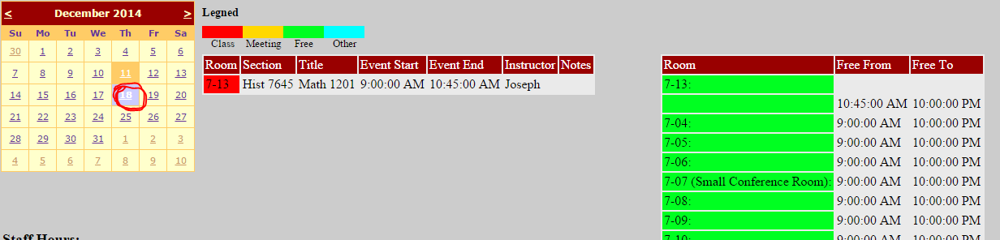 < December 2014 >
Su Mo Tu We Th Fr Sa
30 1 2 3 4 5 6
7 8 9 10 11 12 13
14 15 16 17 18 19 20
21 22 23 24 25 26 27
28 29 30 31 1 2 3
4 5 6 7 8 9 10
Legned
Class Meeting Free Other
Room Section Title Event Start Event End Instructor Notes
7-13 Hist 7645 Math 1201 9:00:00 AM 10:45:00 AM Joseph
Room Free From Free To
7-13:
10:45:00 AM 10:00:00 PM
7-04: 9:00:00 AM 10:00:00 PM
7-05: 9:00:00 AM 10:00:00 PM
7-06: 9:00:00 AM 10:00:00 PM
7-07 (Small Conference Room): 9:00:00 AM 10:00:00 PM
7-08: 9:00:00 AM 10:00:00 PM
7-09: 9:00:00 AM 10:00:00 PM
7-10: 9:00:00 AM 10:00:00 PM
Staff Hours: